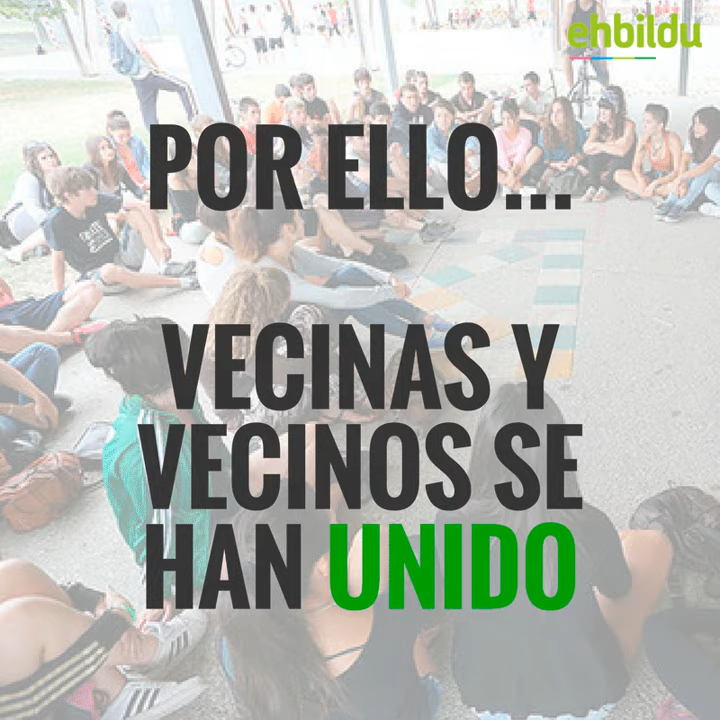 ehbildu
POR ELLO...
VECINAS Y
VECINOS SE
HAN UNIDO